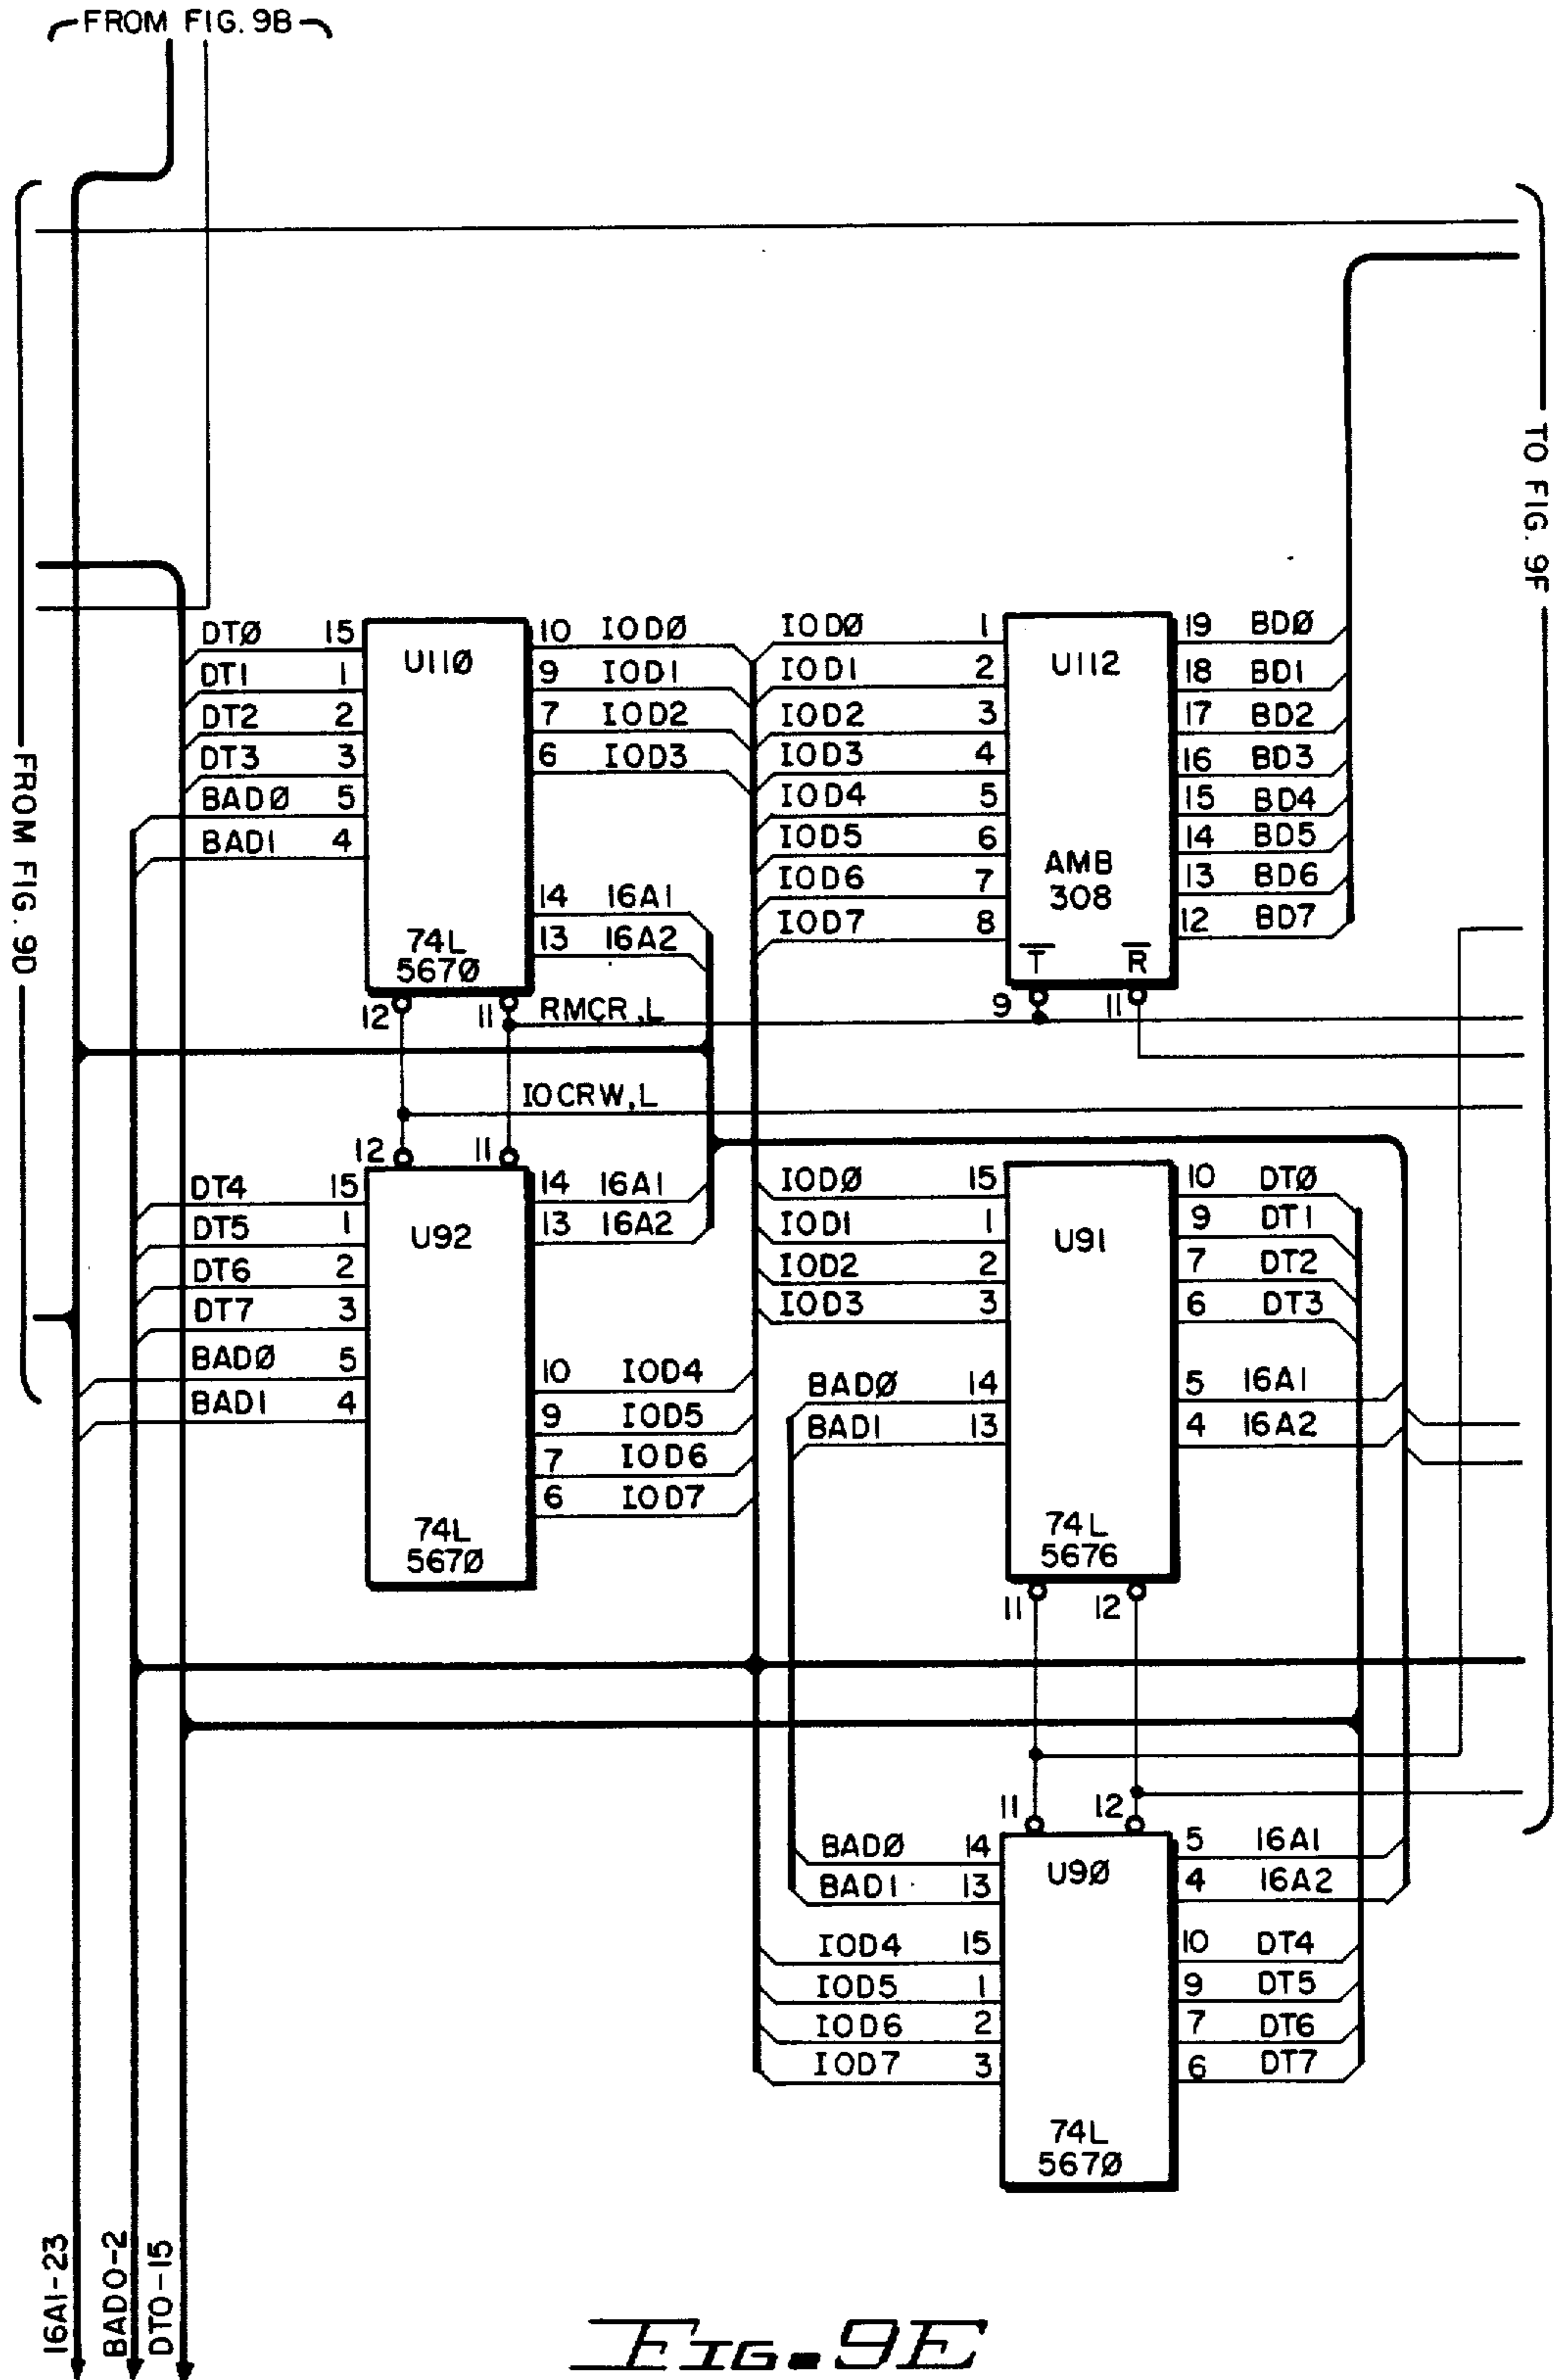 FROM FIG. 9B
FROM FIG. 9D
TO FIG. 9F
DTØ 15
DT1 1
DT2 2
DT3 3
BADØ 5
BAD1 4
U11Ø
74L
567Ø
10 IODØ
9 IOD1
7 IOD2
6 IOD3
14 16A1
13 16A2
12
11
RMCR,L
IODØ 1
IOD1 2
IOD2 3
IOD3 4
IOD4 5
IOD5 6
IOD6 7
IOD7 8
U112
AMB
308
T̅ R̅
19 BDØ
18 BD1
17 BD2
16 BD3
15 BD4
14 BD5
13 BD6
12 BD7
9
11
IOCRW,L
12
11
DT4 15
DT5 1
DT6 2
DT7 3
BADØ 5
BAD1 4
U92
74L
567Ø
14 16A1
13 16A2
10 IOD4
9 IOD5
7 IOD6
6 IOD7
IODØ 15
IOD1 1
IOD2 2
IOD3 3
BADØ 14
BAD1 13
U91
74L
5676
10 DTØ
9 DT1
7 DT2
6 DT3
5 16A1
4 16A2
11
12
11
12
BADØ 14
BAD1 13
IOD4 15
IOD5 1
IOD6 2
IOD7 3
U9Ø
74L
567Ø
5 16A1
4 16A2
10 DT4
9 DT5
7 DT6
6 DT7
16A1-23
BAD0-2
DT0-15
FIG. 9E